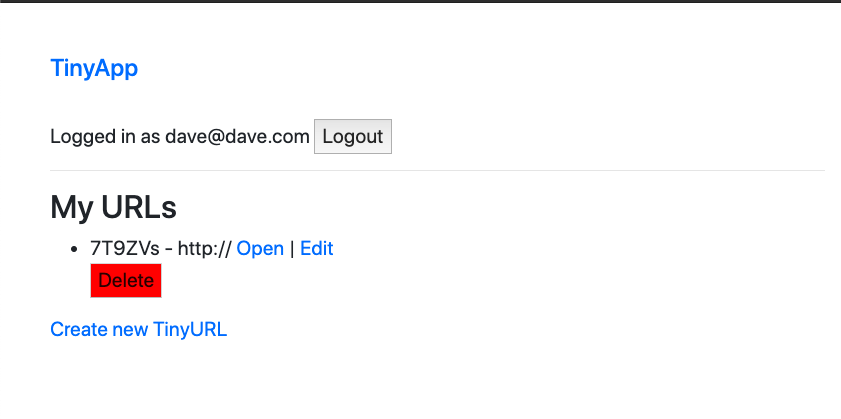 TinyApp
Logged in as dave@dave.com Logout
My URLs
7T9ZVs - http:// Open | Edit
Delete
Create new TinyURL